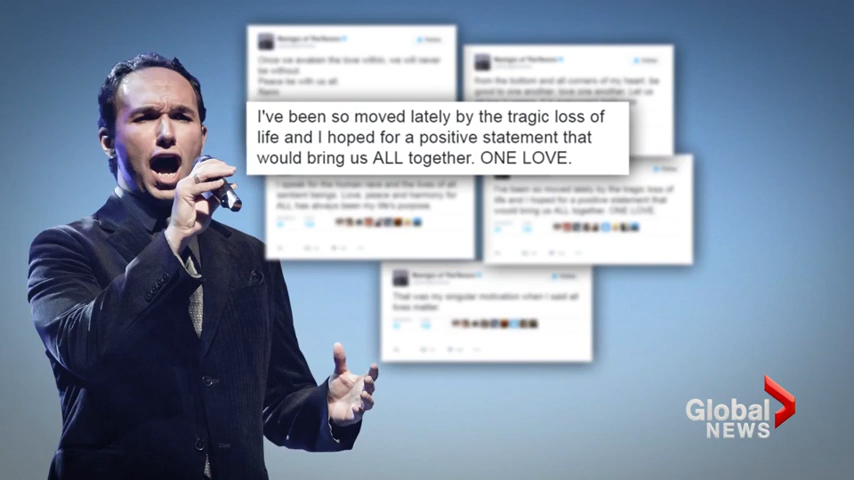 Once we awaken the love within, we will never
be without.
Peace be with us all.
from the bottom and all corners of my heart, be
good to one another, love one another. Let us
I've been so moved lately by the tragic loss of
life and I hoped for a positive statement that
would bring us ALL together. ONE LOVE.
I speak for the human race and the lives of all
sentient beings. Love, peace and harmony for
ALL has always been my life's purpose.
I've been so moved lately by the tragic loss of
life and I hoped for a positive statement that
would bring us ALL together. ONE LOVE.
That was my singular motivation when I said all
lives matter.
Global
NEWS